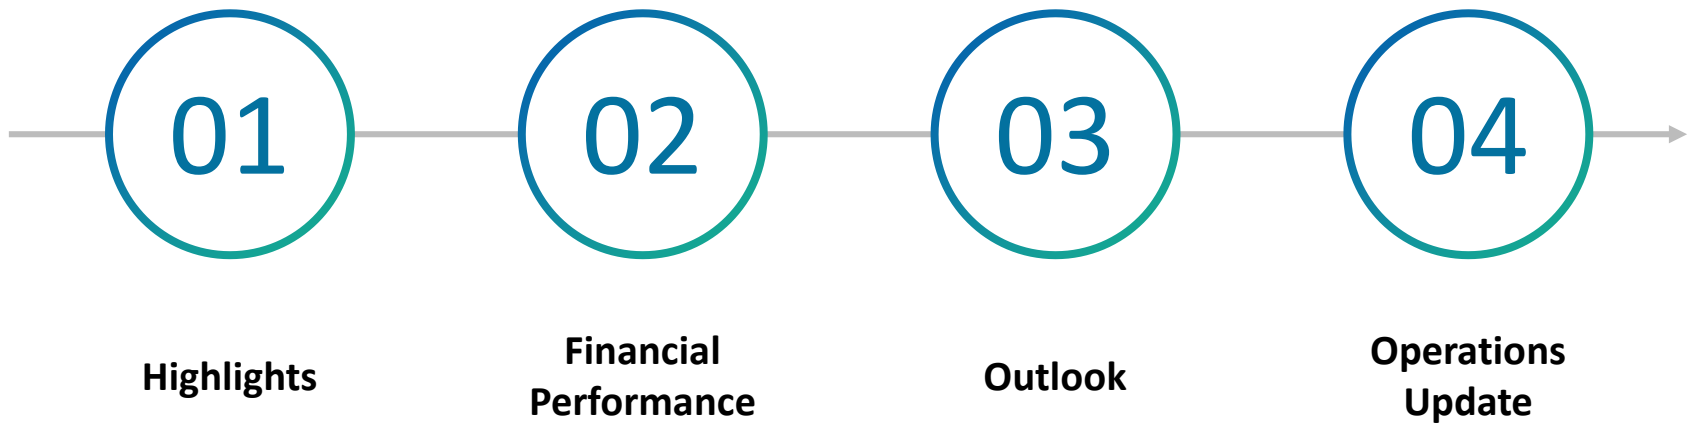 01
02
03
04
Highlights
Financial
Performance
Outlook
Operations
Update